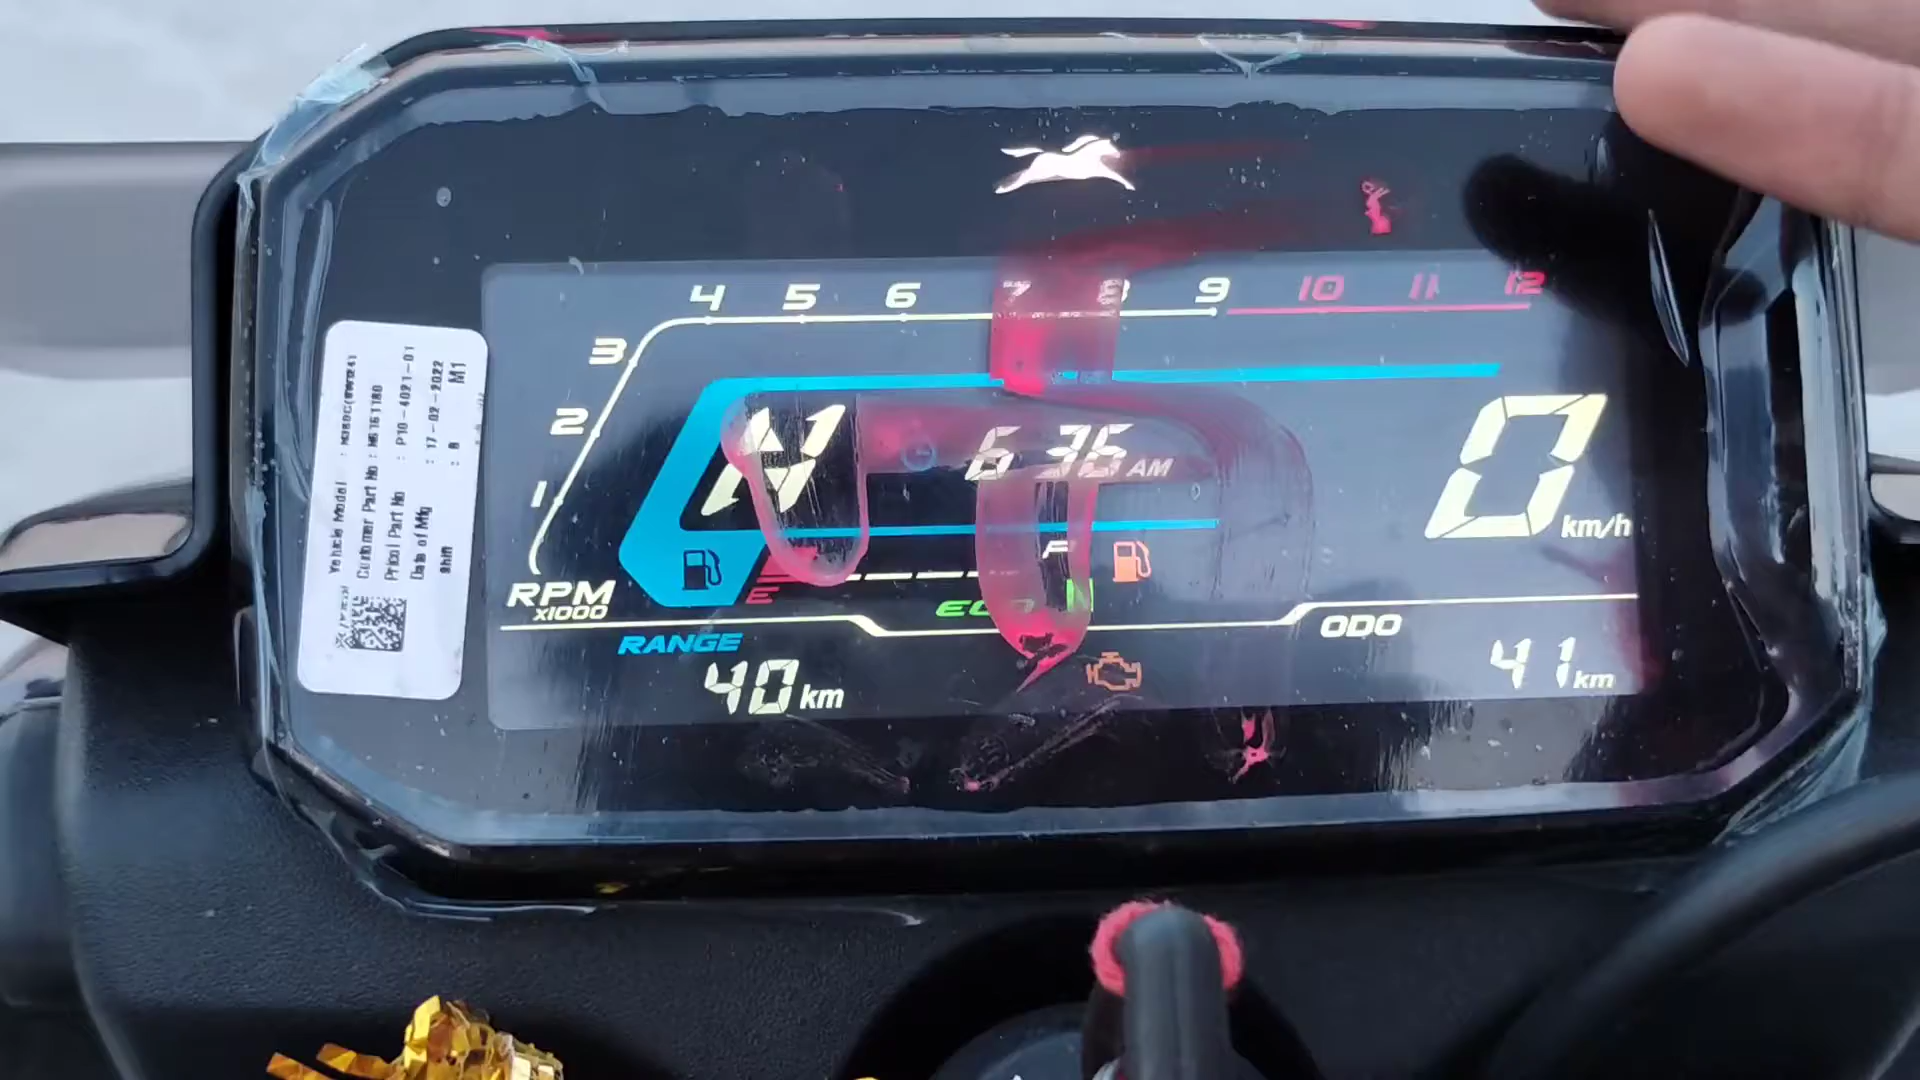 4 5 6 7 8 9 10 11 12
3
2
1
RPM
X1000
N
6 36 AM
0 km/h
E
F
ECO N
RANGE
40 km
ODO
41 km
Vehicle Model :
Customer Part No :
Pricol Part No : P10-4021-01
Date of Mfg : 17-02-2022
Shift :
M1